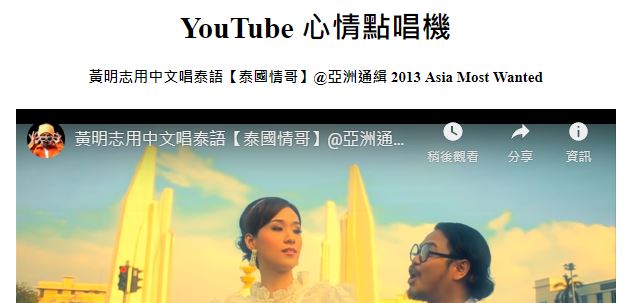 YouTube 心情點唱機
黃明志用中文唱泰語【泰國情哥】@亞洲通緝 2013 Asia Most Wanted
黃明志用中文唱泰語【泰國情哥】@亞洲通...
稍後觀看
分享
資訊